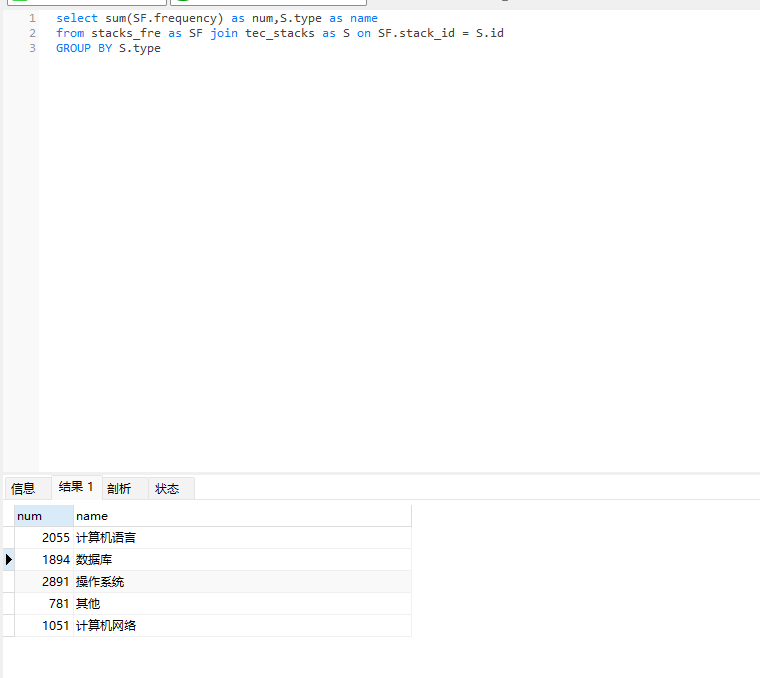 1 select sum(SF.frequency) as num,S.type as name
2 from stacks_fre as SF join tec_stacks as S on SF.stack_id = S.id
3 GROUP BY S.type
信息 结果 1 剖析 状态
num name
2055 计算机语言
1894 数据库
2891 操作系统
781 其他
1051 计算机网络